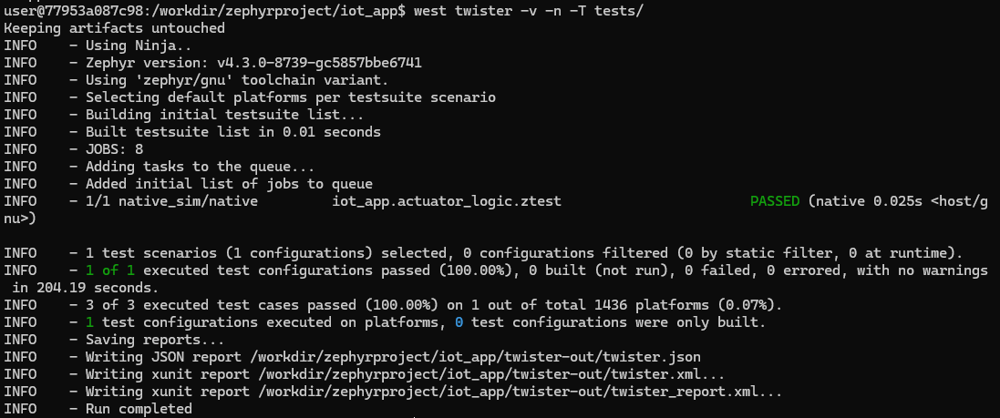 user@77953a087c98:/workdir/zephyrproject/iot_app$ west twister -v -n -T tests/
Keeping artifacts untouched
INFO    - Using Ninja..
INFO    - Zephyr version: v4.3.0-8739-gc5857bbe6741
INFO    - Using 'zephyr/gnu' toolchain variant.
INFO    - Selecting default platforms per testsuite scenario
INFO    - Building initial testsuite list...
INFO    - Built testsuite list in 0.01 seconds
INFO    - JOBS: 8
INFO    - Adding tasks to the queue...
INFO    - Added initial list of jobs to queue
INFO    - 1/1 native_sim/native         iot_app.actuator_logic.ztest                       PASSED (native 0.025s <host/g
nu>)
INFO    - 1 test scenarios (1 configurations) selected, 0 configurations filtered (0 by static filter, 0 at runtime).
INFO    - 1 of 1 executed test configurations passed (100.00%), 0 built (not run), 0 failed, 0 errored, with no warnings
 in 204.19 seconds.
INFO    - 3 of 3 executed test cases passed (100.00%) on 1 out of total 1436 platforms (0.07%).
INFO    - 1 test configurations executed on platforms, 0 test configurations were only built.
INFO    - Saving reports...
INFO    - Writing JSON report /workdir/zephyrproject/iot_app/twister-out/twister.json
INFO    - Writing xunit report /workdir/zephyrproject/iot_app/twister-out/twister.xml...
INFO    - Writing xunit report /workdir/zephyrproject/iot_app/twister-out/twister_report.xml...
INFO    - Run completed